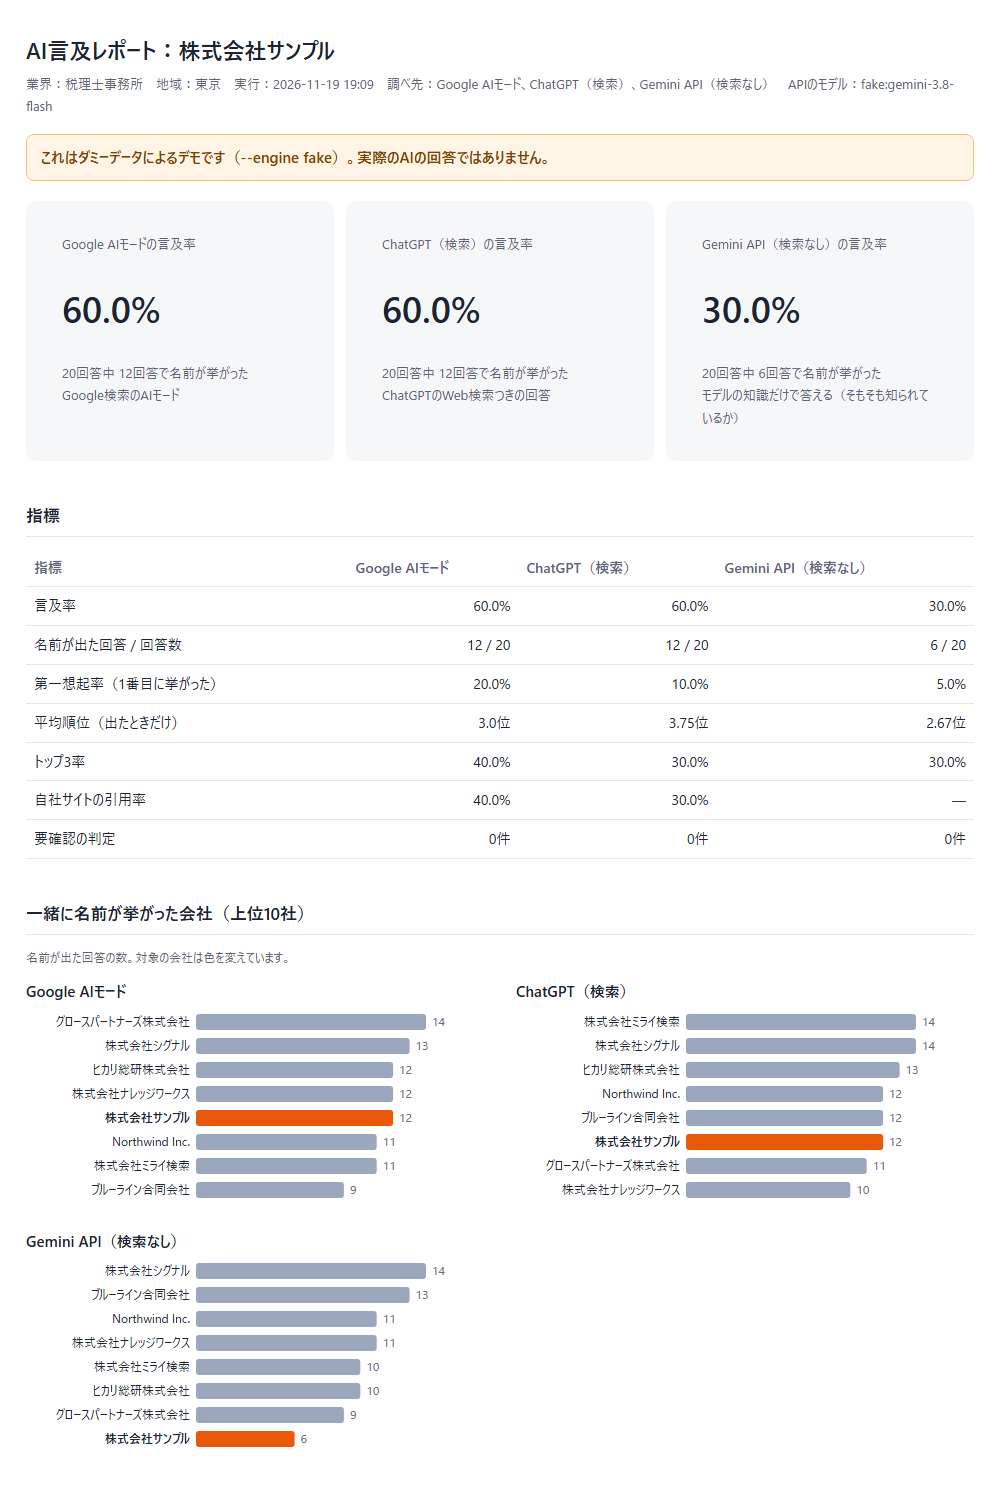 AI言及レポート：株式会社サンプル
業界：税理士事務所　地域：東京　実行：2026-11-19 19:09　調べ先：Google AIモード、ChatGPT（検索）、Gemini API（検索なし）　APIのモデル：fake:gemini-3.8-
flash
これはダミーデータによるデモです（--engine fake）。実際のAIの回答ではありません。
Google AIモードの言及率
60.0%
20回答中 12回答で名前が挙がった
Google検索のAIモード
ChatGPT（検索）の言及率
60.0%
20回答中 12回答で名前が挙がった
ChatGPTのWeb検索つきの回答
Gemini API（検索なし）の言及率
30.0%
20回答中 6回答で名前が挙がった
モデルの知識だけで答える（そもそも知られて
いるか）
指標
指標 Google AIモード ChatGPT（検索） Gemini API（検索なし）
言及率 60.0% 60.0% 30.0%
名前が出た回答 / 回答数 12 / 20 12 / 20 6 / 20
第一想起率（1番目に挙がった） 20.0% 10.0% 5.0%
平均順位（出たときだけ） 3.0位 3.75位 2.67位
トップ3率 40.0% 30.0% 30.0%
自社サイトの引用率 40.0% 30.0% —
要確認の判定 0件 0件 0件
一緒に名前が挙がった会社（上位10社）
名前が出た回答の数。対象の会社は色を変えています。
Google AIモード
グロースパートナーズ株式会社 14
株式会社シグナル 13
ヒカリ総研株式会社 12
株式会社ナレッジワークス 12
株式会社サンプル 12
Northwind Inc. 11
株式会社ミライ検索 11
ブルーライン合同会社 9
ChatGPT（検索）
株式会社ミライ検索 14
株式会社シグナル 14
ヒカリ総研株式会社 13
Northwind Inc. 12
ブルーライン合同会社 12
株式会社サンプル 12
グロースパートナーズ株式会社 11
株式会社ナレッジワークス 10
Gemini API（検索なし）
株式会社シグナル 14
ブルーライン合同会社 13
Northwind Inc. 11
株式会社ナレッジワークス 11
株式会社ミライ検索 10
ヒカリ総研株式会社 10
グロースパートナーズ株式会社 9
株式会社サンプル 6